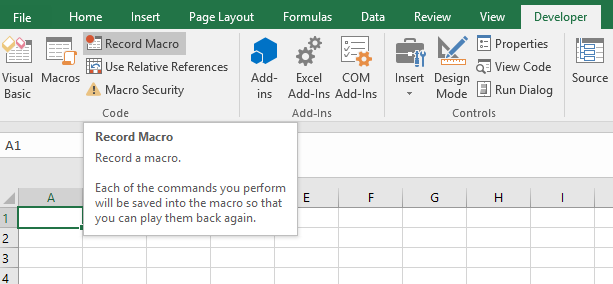 File Home Insert Page Layout Formulas Data Review View Developer
Record Macro
Use Relative References
Macro Security
Visual Basic
Macros
Code
Add-ins
Excel Add-Ins
COM Add-Ins
Add-Ins
Insert
Design Mode
Properties
View Code
Run Dialog
Controls
Source
A1
Record Macro
Record a macro.
Each of the commands you perform
will be saved into the macro so that
you can play them back again.
A E F G H I
1
2
3
4